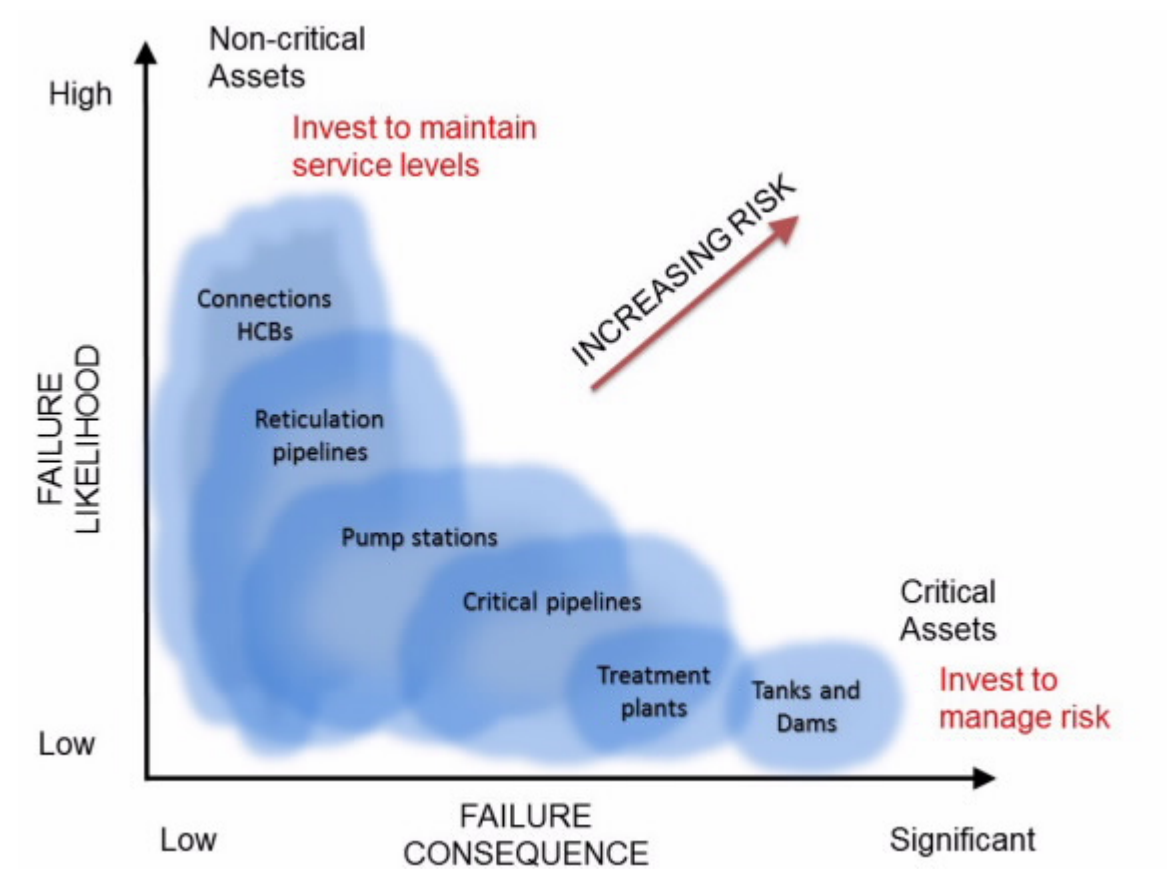 Non-critical
Assets
High
Invest to maintain
service levels
INCREASING RISK
Connections
HCBs
FAILURE
LIKELIHOOD
Reticulation
pipelines
Pump stations
Critical pipelines
Critical
Assets
Treatment
plants
Tanks and
Dams
Invest to
manage risk
Low
Low
FAILURE
CONSEQUENCE
Significant